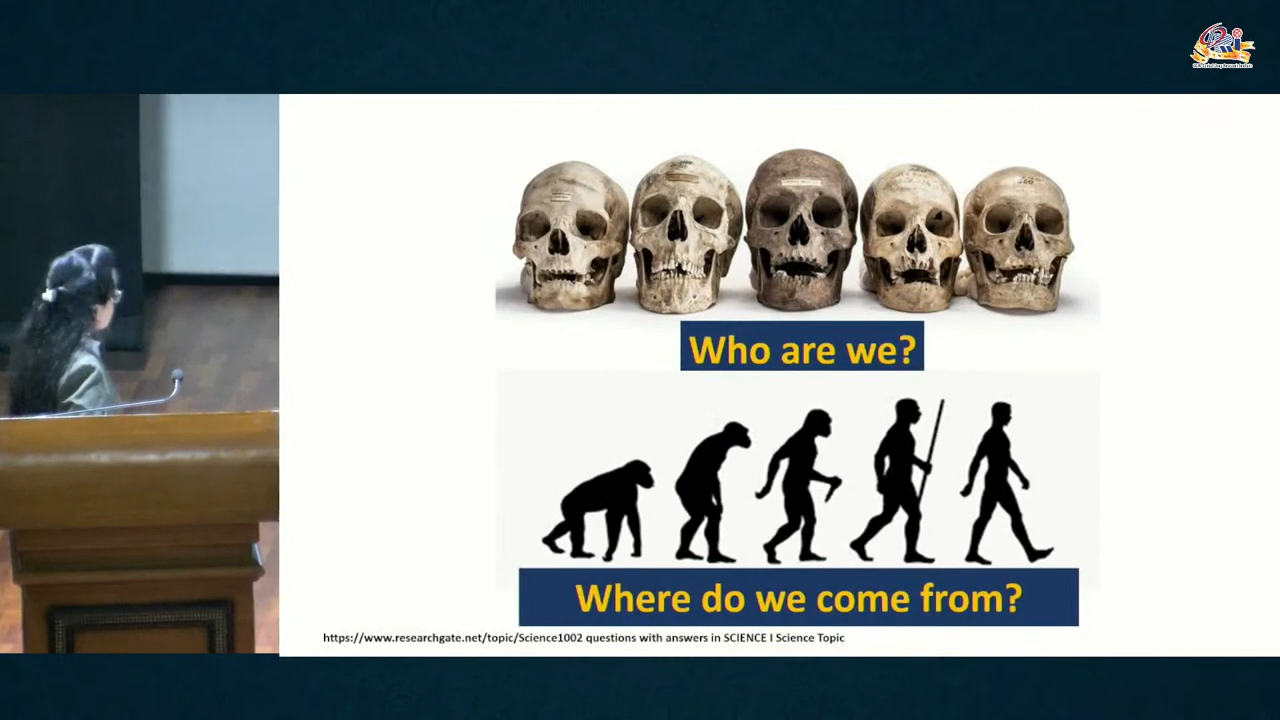 Who are we?
Where do we come from?
https://www.researchgate.net/topic/Science1002 questions with answers in SCIENCE I Science Topic